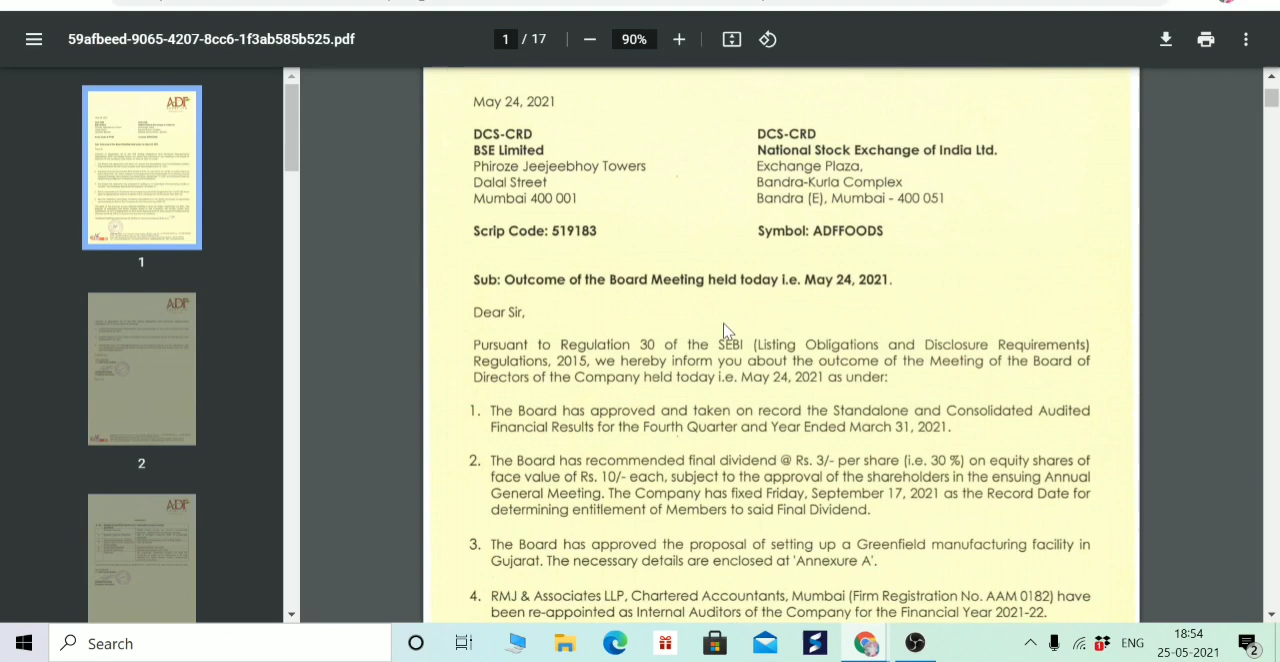 59afbeed-9065-4207-8cc6-1f3ab585b525.pdf
1 / 17
90%
ADF
1
ADF
2
ADF
May 24, 2021
DCS-CRD
BSE Limited
Phiroze Jeejeebhoy Towers
Dalal Street
Mumbai 400 001
Scrip Code: 519183
DCS-CRD
National Stock Exchange of India Ltd.
Exchange Plaza,
Bandra-Kurla Complex
Bandra (E), Mumbai - 400 051
Symbol: ADFFOODS
Sub: Outcome of the Board Meeting held today i.e. May 24, 2021.
Dear Sir,
Pursuant to Regulation 30 of the SEBI (Listing Obligations and Disclosure Requirements)
Regulations, 2015, we hereby inform you about the outcome of the Meeting of the Board of
Directors of the Company held today i.e. May 24, 2021 as under:
1. The Board has approved and taken on record the Standalone and Consolidated Audited
Financial Results for the Fourth Quarter and Year Ended March 31, 2021.
2. The Board has recommended final dividend @ Rs. 3/- per share (i.e. 30 %) on equity shares of
face value of Rs. 10/- each, subject to the approval of the shareholders in the ensuing Annual
General Meeting. The Company has fixed Friday, September 17, 2021 as the Record Date for
determining entitlement of Members to said Final Dividend.
3. The Board has approved the proposal of setting up a Greenfield manufacturing facility in
Gujarat. The necessary details are enclosed at 'Annexure A'.
4. RMJ & Associates LLP, Chartered Accountants, Mumbai (Firm Registration No. AAM 0182) have
been re-appointed as Internal Auditors of the Company for the Financial Year 2021-22.
Search
ENG
18:54
25-05-2021
2